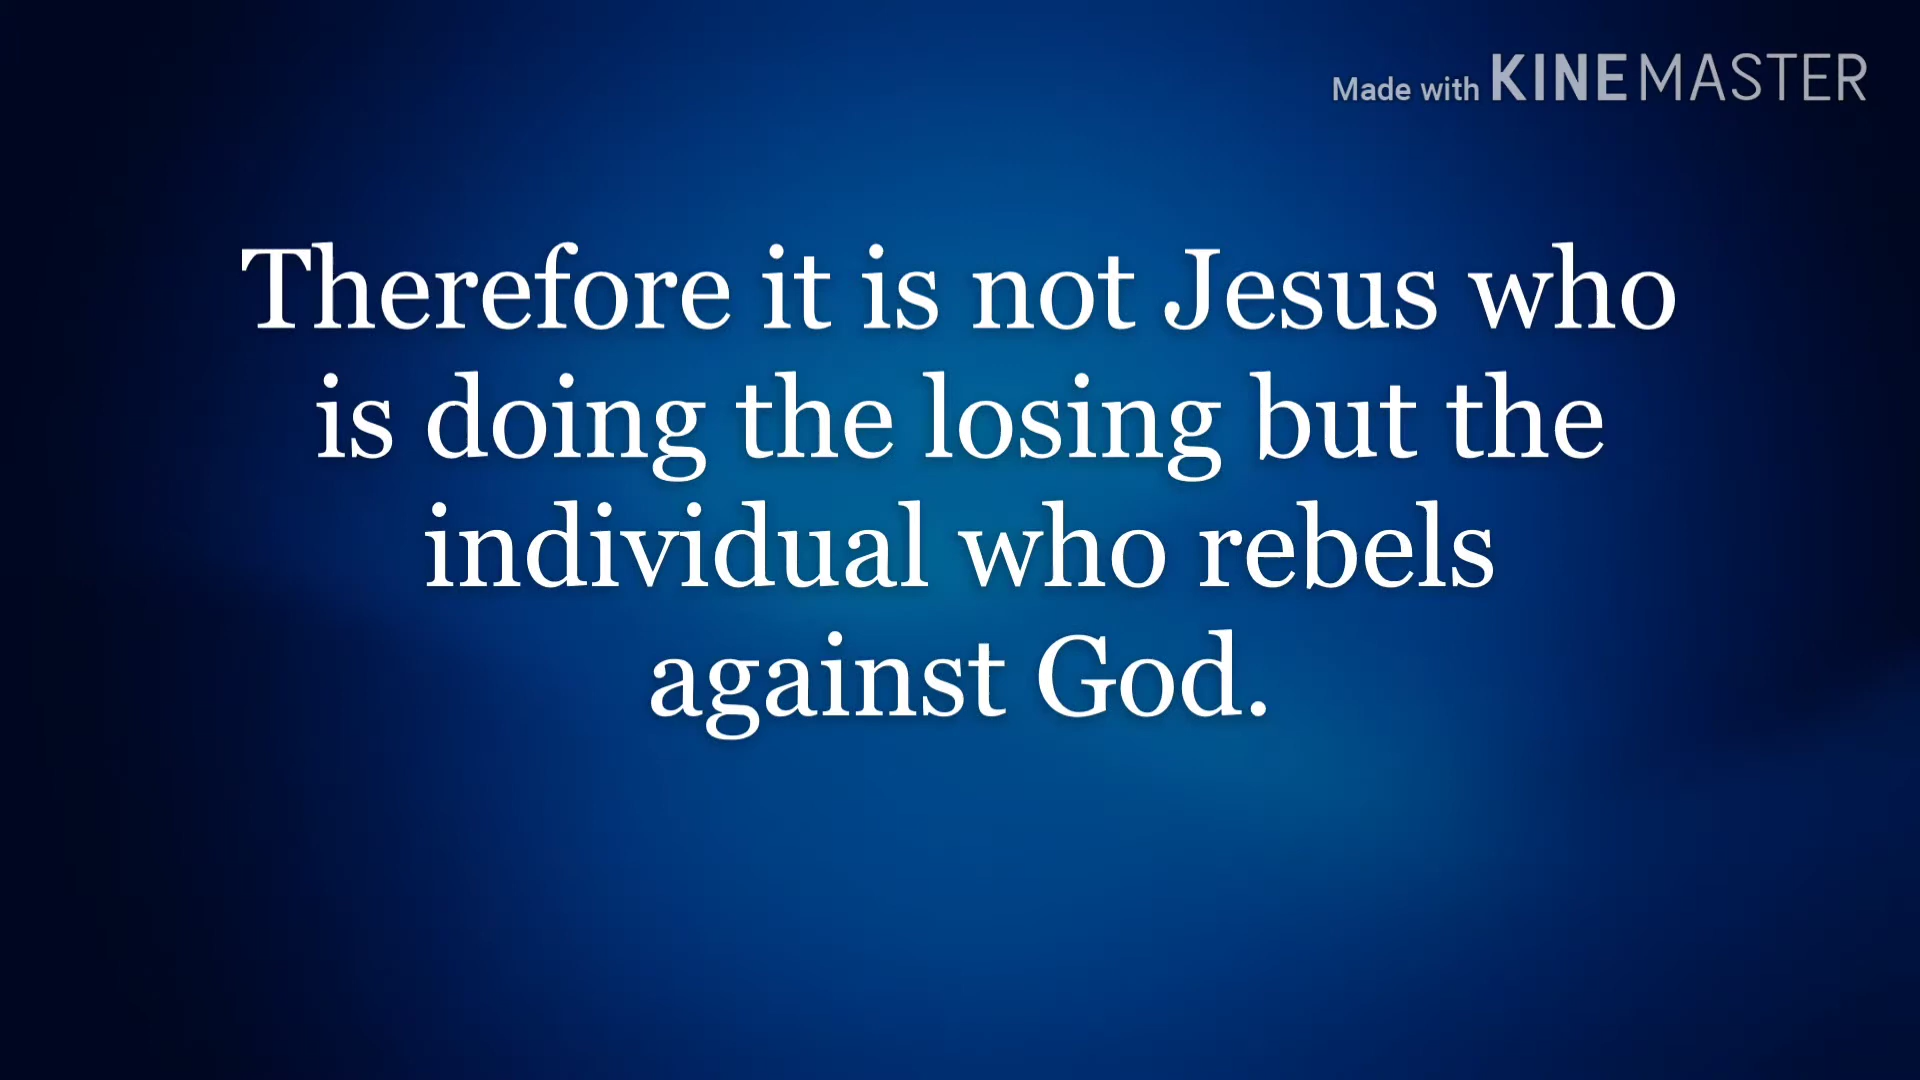 Made with KINEMASTER
Therefore it is not Jesus who
is doing the losing but the
individual who rebels
against God.